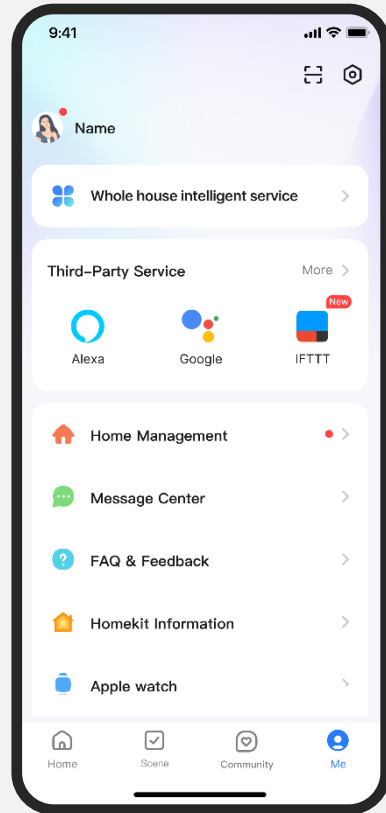 9:41
Name
Whole house intelligent service
Third-Party Service More
New
Alexa Google IFTTT
Home Management
Message Center
FAQ & Feedback
Homekit Information
Apple watch
Home Scene Community Me